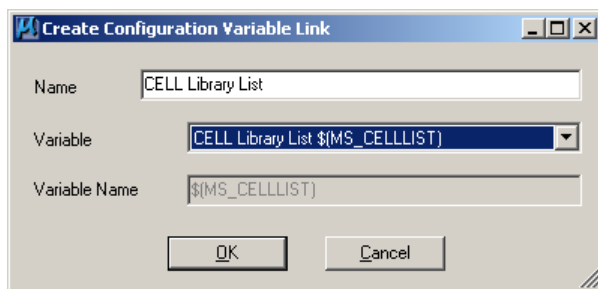 Create Configuration Variable Link
Name CELL Library List
Variable CELL Library List $(MS_CELLLIST)
Variable Name $(MS_CELLLIST)
OK Cancel